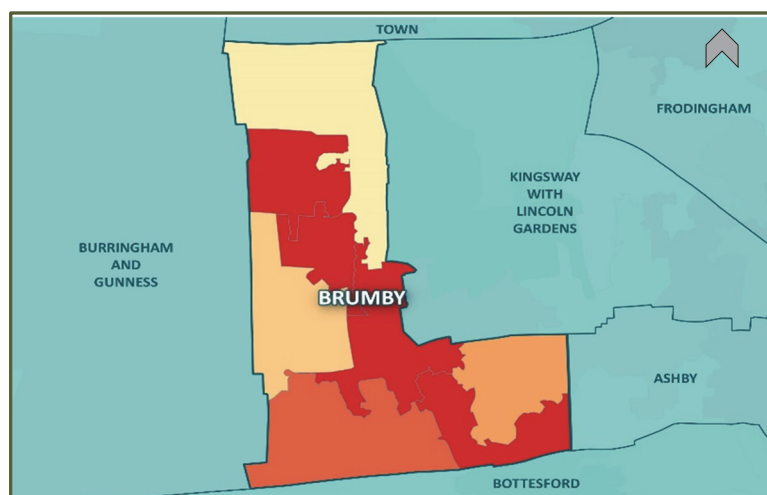 TOWN
FRODINGHAM
KINGSWAY
WITH
LINCOLN
GARDENS
BURRINGHAM
AND
GUNNESS
BRUMBY
ASHBY
BOTTESFORD